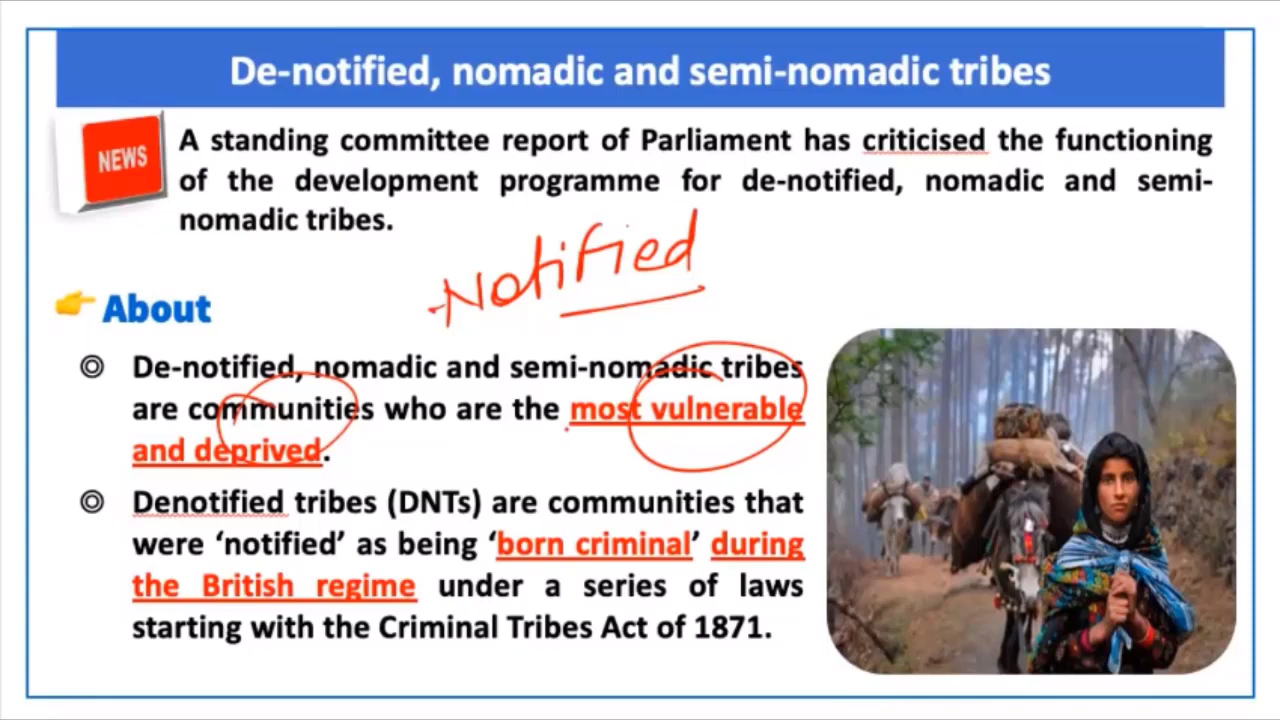 De-notified, nomadic and semi-nomadic tribes
NEWS
A standing committee report of Parliament has criticised the functioning
of the development programme for de-notified, nomadic and semi-
nomadic tribes.
Notified
About
De-notified, nomadic and semi-nomadic tribes
are communities who are the most vulnerable
and deprived.
Denotified tribes (DNTs) are communities that
were ‘notified’ as being ‘born criminal’ during
the British regime under a series of laws
starting with the Criminal Tribes Act of 1871.